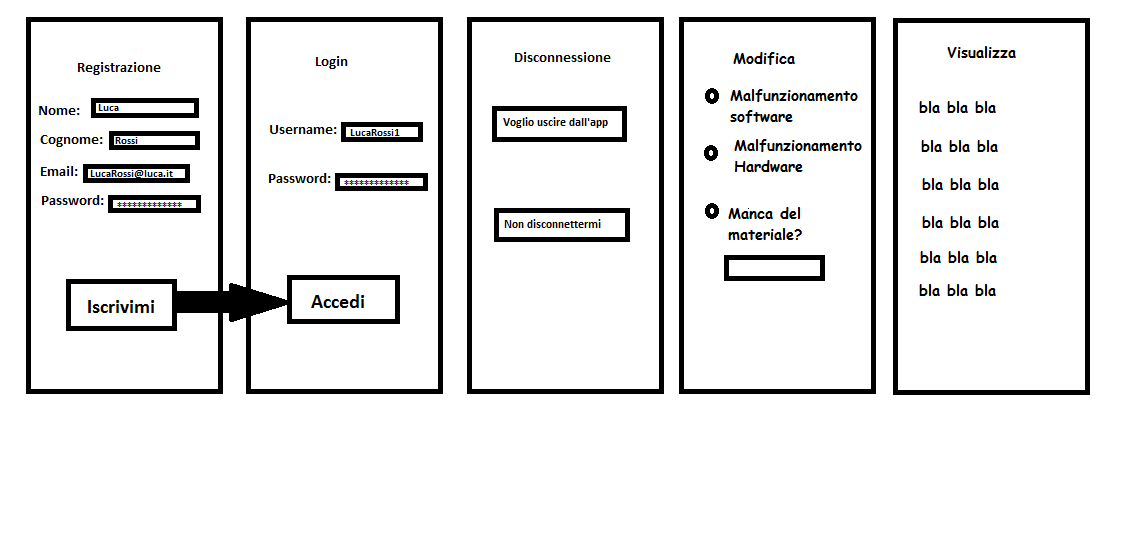 Registrazione
Nome: Luca
Cognome: Rossi
Email: LucaRossi@luca.it
Password: *************
Iscrivimi
Login
Username: LucaRossi1
Password: *************
Accedi
Disconnessione
Voglio uscire dall'app
Non disconnettermi
Modifica
Malfunzionamento
software
Malfunzionamento
Hardware
Manca del
materiale?
Visualizza
bla bla bla
bla bla bla
bla bla bla
bla bla bla
bla bla bla
bla bla bla